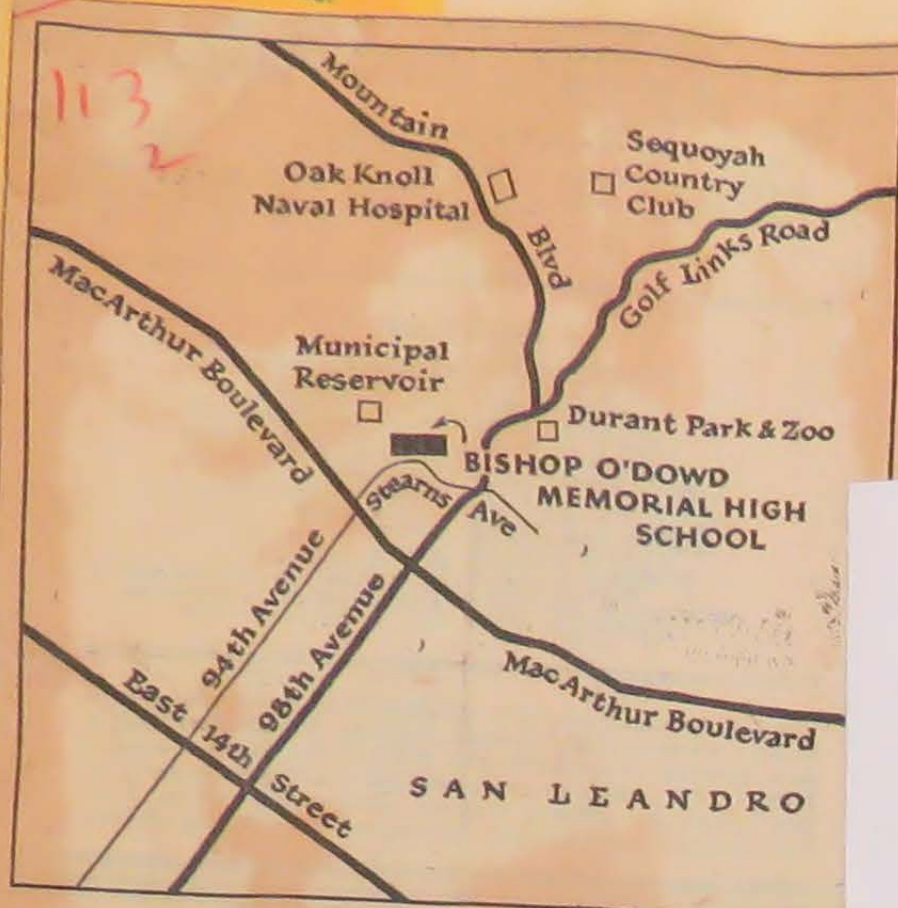 113
2
Mountain
Blvd
Oak Knoll
Naval Hospital
Sequoyah
Country
Club
Golf Links Road
MacArthur Boulevard
Municipal
Reservoir
Durant Park & Zoo
BISHOP O'DOWD
MEMORIAL HIGH
SCHOOL
Stearns
Ave
94th Avenue
98th Avenue
MacArthur Boulevard
East 14th Street
SAN LEANDRO